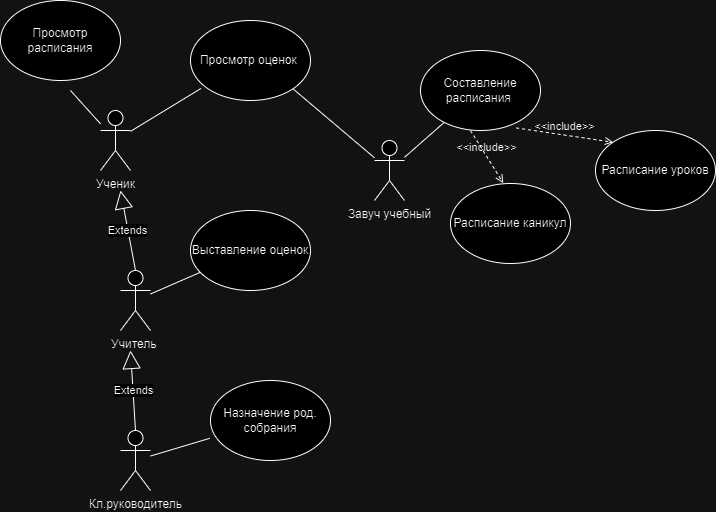 Просмотр
расписания
Просмотр оценок
Составление
расписания
<<include>>
<<include>>
Расписание уроков
Ученик
Завуч учебный
Расписание каникул
Extends
Выставление оценок
Учитель
Extends
Назначение род.
собрания
Кл.руководитель